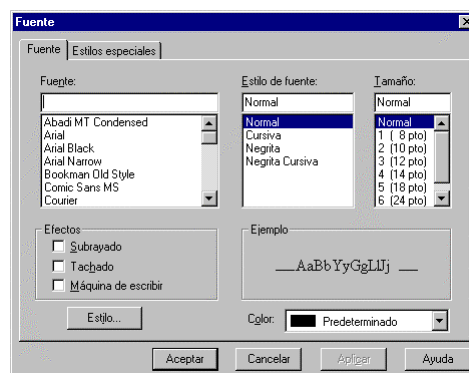 Fuente
Fuente
Estilos especiales
Fuente:
Estilo de fuente:
Tamaño:
Normal
Normal
Abadi MT Condensed
Arial
Arial Black
Arial Narrow
Bookman Old Style
Comic Sans MS
Courier
Normal
Cursiva
Negrita
Negrita Cursiva
Normal
1 ( 8 pto)
2 (10 pto)
3 (12 pto)
4 (14 pto)
5 (18 pto)
6 (24 pto)
Efectos
Subrayado
Tachado
Máquina de escribir
Ejemplo
AaBbYyGgLlJj
Estilo...
Color:
Predeterminado
Aceptar
Cancelar
Aplicar
Ayuda